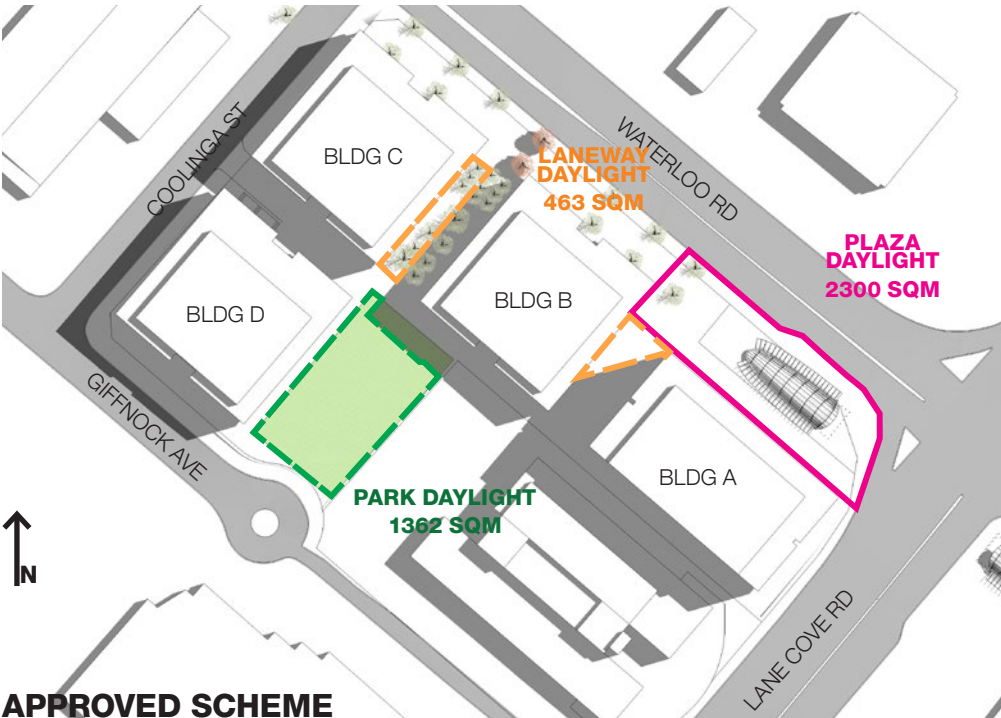 COOLINGA ST
BLDG C
WATERLOO RD
LANEWAY
DAYLIGHT
463 SQM
PLAZA
DAYLIGHT
2300 SQM
BLDG D
BLDG B
GIFFNOCK AVE
BLDG A
PARK DAYLIGHT
1362 SQM
N
LANE COVE RD
APPROVED SCHEME